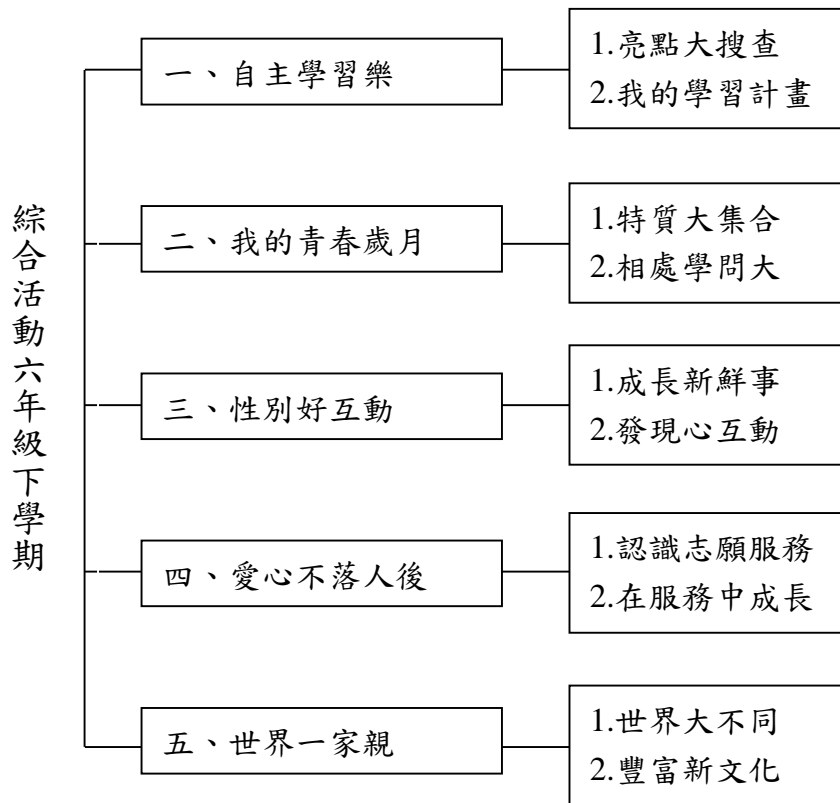 綜合活動六年級下學期
一、自主學習樂
1.亮點大搜查
2.我的學習計畫
二、我的青春歲月
1.特質大集合
2.相處學問大
三、性別好互動
1.成長新鮮事
2.發現心互動
四、愛心不落人後
1.認識志願服務
2.在服務中成長
五、世界一家親
1.世界大不同
2.豐富新文化